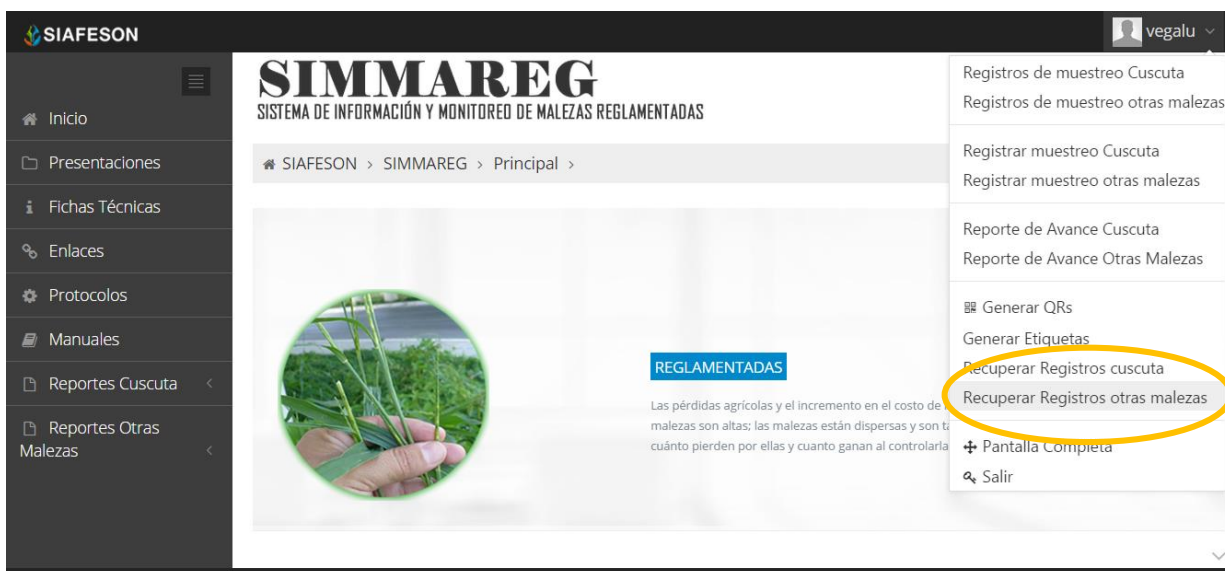 SIAFESON
vegalu
Inicio
Presentaciones
Fichas Técnicas
Enlaces
Protocolos
Manuales
Reportes Cuscuta
Reportes Otras
Malezas
SIMMAREG
SISTEMA DE INFORMACIÓN Y MONITOREO DE MALEZAS REGLAMENTADAS
SIAFESON > SIMMAREG > Principal >
REGLAMENTADAS
Las pérdidas agrícolas y el incremento en el costo de
malezas son altas; las malezas están dispersas y son
cuánto pierden por ellas y cuanto ganan al
Registros de muestreo Cuscuta
Registros de muestreo otras malezas
Registrar muestreo Cuscuta
Registrar muestreo otras malezas
Reporte de Avance Cuscuta
Reporte de Avance Otras Malezas
Generar QRs
Generar Etiquetas
Recuperar Registros cuscuta
Recuperar Registros otras malezas
Pantalla Completa
Salir